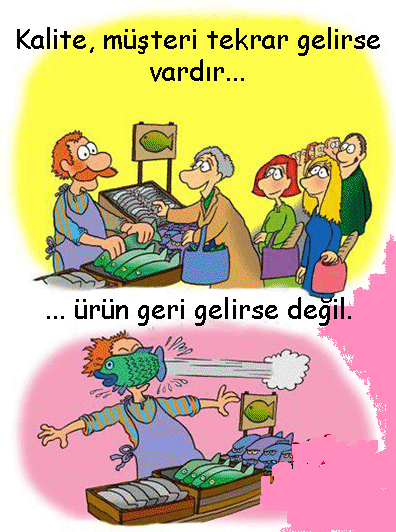 Kalite, müşteri tekrar gelirse
vardır...
... ürün geri gelirse değil.